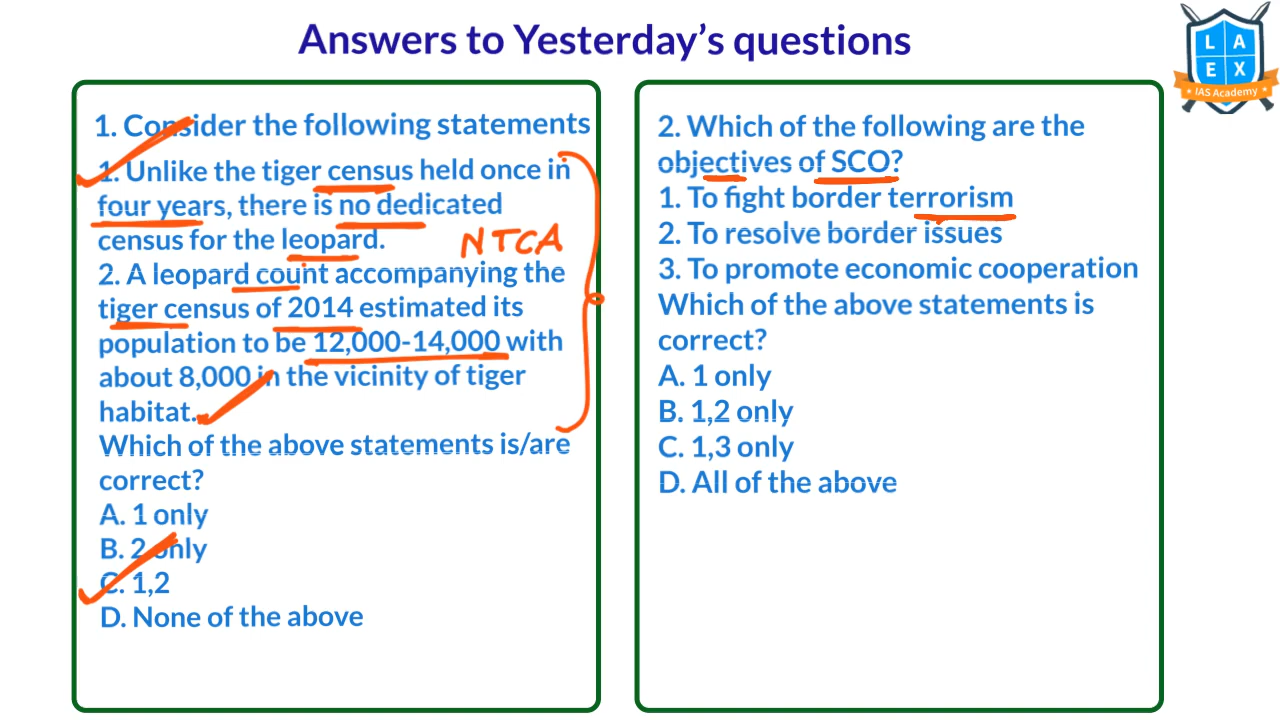 Answers to Yesterday's questions
L A
E X
IAS Academy
1. Consider the following statements
1. Unlike the tiger census held once in
four years, there is no dedicated
census for the leopard.
NTCA
2. A leopard count accompanying the
tiger census of 2014 estimated its
population to be 12,000-14,000 with
about 8,000 in the vicinity of tiger
habitat.
Which of the above statements is/are
correct?
A. 1 only
B. 2 only
C. 1,2
D. None of the above
2. Which of the following are the
objectives of SCO?
1. To fight border terrorism
2. To resolve border issues
3. To promote economic cooperation
Which of the above statements is
correct?
A. 1 only
B. 1,2 only
C. 1,3 only
D. All of the above